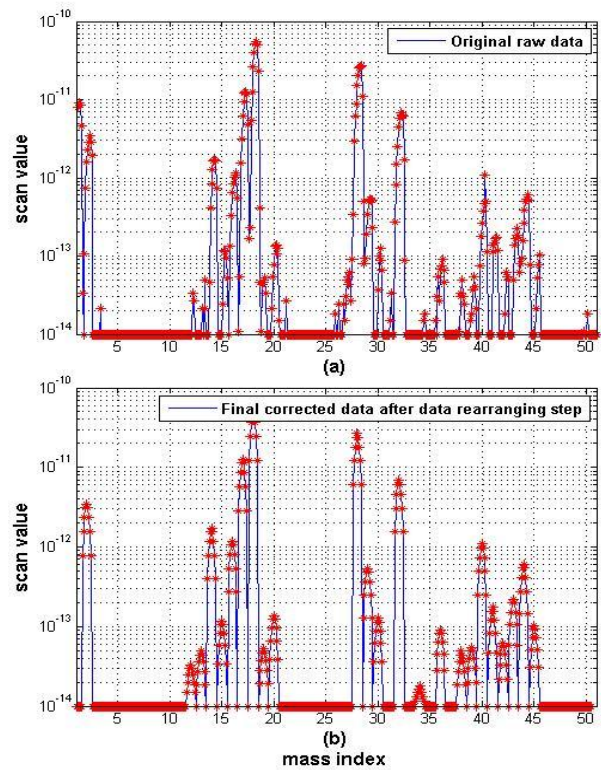 10^-10
Original raw data
10^-11
10^-12
10^-13
10^-14
scan value
5 10 15 20 25 30 35 40 45 50
(a)
10^-10
Final corrected data after data rearranging step
10^-11
10^-12
10^-13
10^-14
scan value
5 10 15 20 25 30 35 40 45 50
(b)
mass index